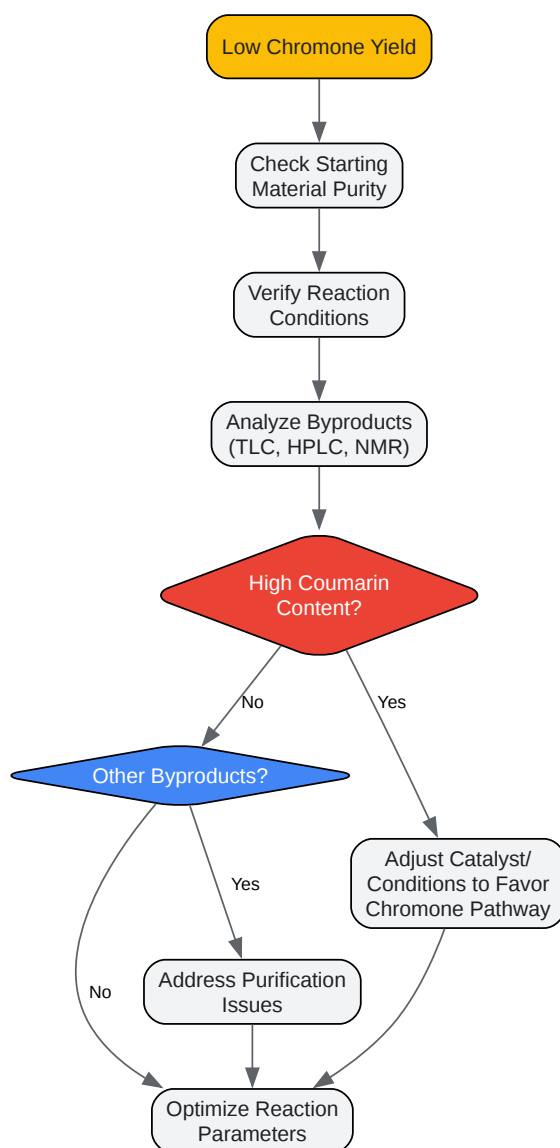 Low Chromone Yield
Check Starting
Material Purity
Verify Reaction
Conditions
Analyze Byproducts
(TLC, HPLC, NMR)
High Coumarin
Content?
No
Yes
Other Byproducts?
Adjust Catalyst/
Conditions to Favor
Chromone Pathway
Yes
No
Address Purification
Issues
Optimize Reaction
Parameters